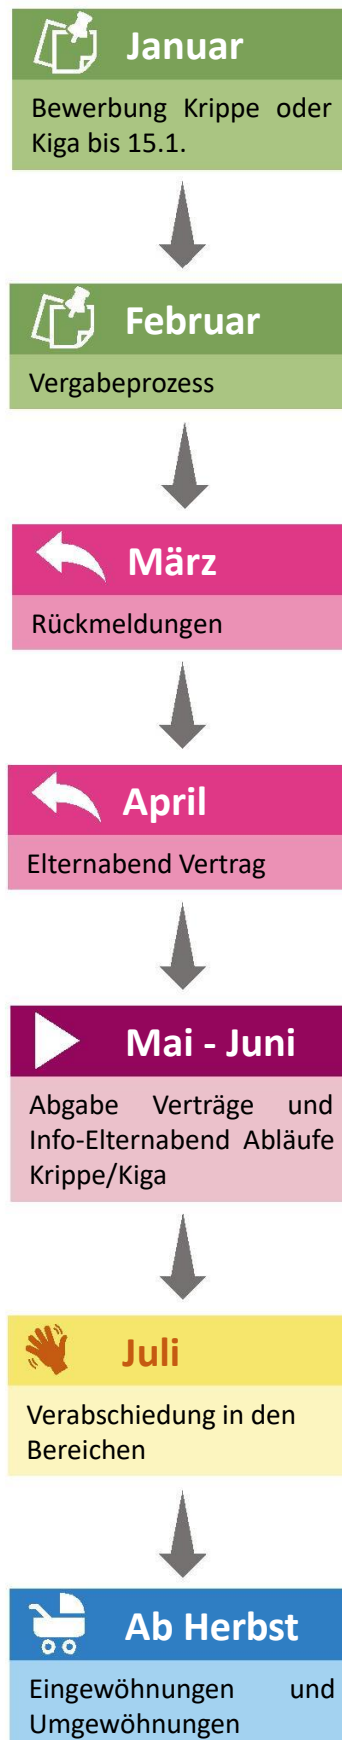 Januar
Bewerbung Krippe oder
Kiga bis 15.1.
Februar
Vergabeprozess
März
Rückmeldungen
April
Elternabend Vertrag
Mai - Juni
Abgabe Verträge und
Info-Elternabend Abläufe
Krippe/Kiga
Juli
Verabschiedung in den
Bereichen
Ab Herbst
Eingewöhnungen und
Umgewöhnungen